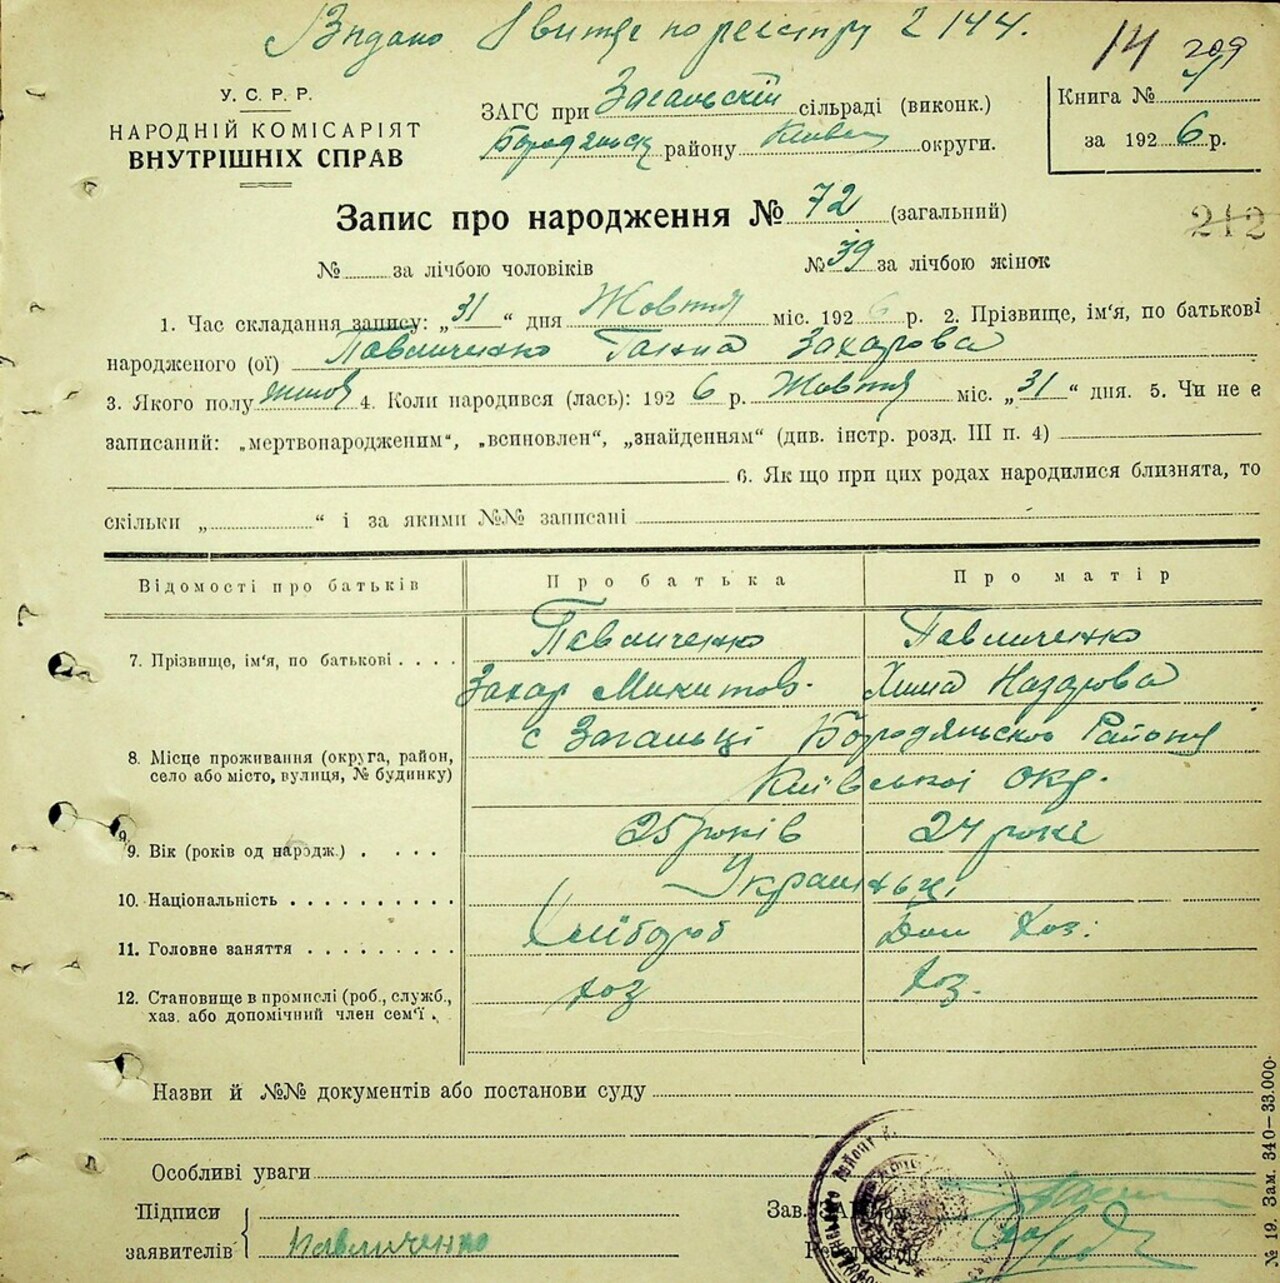 Видано витяг по реєстру 2144.
14 209
У. С. Р. Р.
НАРОДНІЙ КОМІСАРІЯТ
ВНУТРІШНІХ СПРАВ
ЗАГС при Загальскій сільраді (виконк.)
Бородянськ району Київ округи.
Книга №
за 1926 р.
Запис про народження № 72 (загальний)
212
№ за лічбою чоловіків № 39 за лічбою жінок
1. Час складання запису: „31“ дня Жовтня міс. 1926 р. 2. Прізвище, ім'я, по батькові
народженого (ої) Павличенко Ганна Захарова
3. Якого полу жіноч 4. Коли народився (лась): 1926 р. Жовтня міс. „31“ дня. 5. Чи не є
записаний: „мертвонародженим“, „всиновлен“, „знайденням“ (див. інстр. розд. III п. 4)
6. Як що при цих родах народилися близнята, то
скільки „ “ і за якими №№ записані
Відомості про батьків Про батька Про матір
7. Прізвище, ім'я, по батькові . . . . Павличенко Павличенко
Захар Микитов. Хима Назарова
8. Місце проживання (округа, район, село або місто, вулиця, № будинку) с Загальці Бородяньского Району
Київської окр.
9.
9. Вік (років од народж.) . . . . 25 років 24 роки
10. Національність . . . . . . . . . . Українці
11. Головне заняття . . . . . . . . . Хлібороб Дом Хоз.
12. Становище в промислі (роб., служб., хаз. або допомічний член сем'ї . хоз хоз.
Назви й №№ документів або постанови суду
Особливі уваги
Підписи
заявителів Павличенко
Зав. ЗАГСом
Реєстратор
№ 19. Зам. 340—33.000.